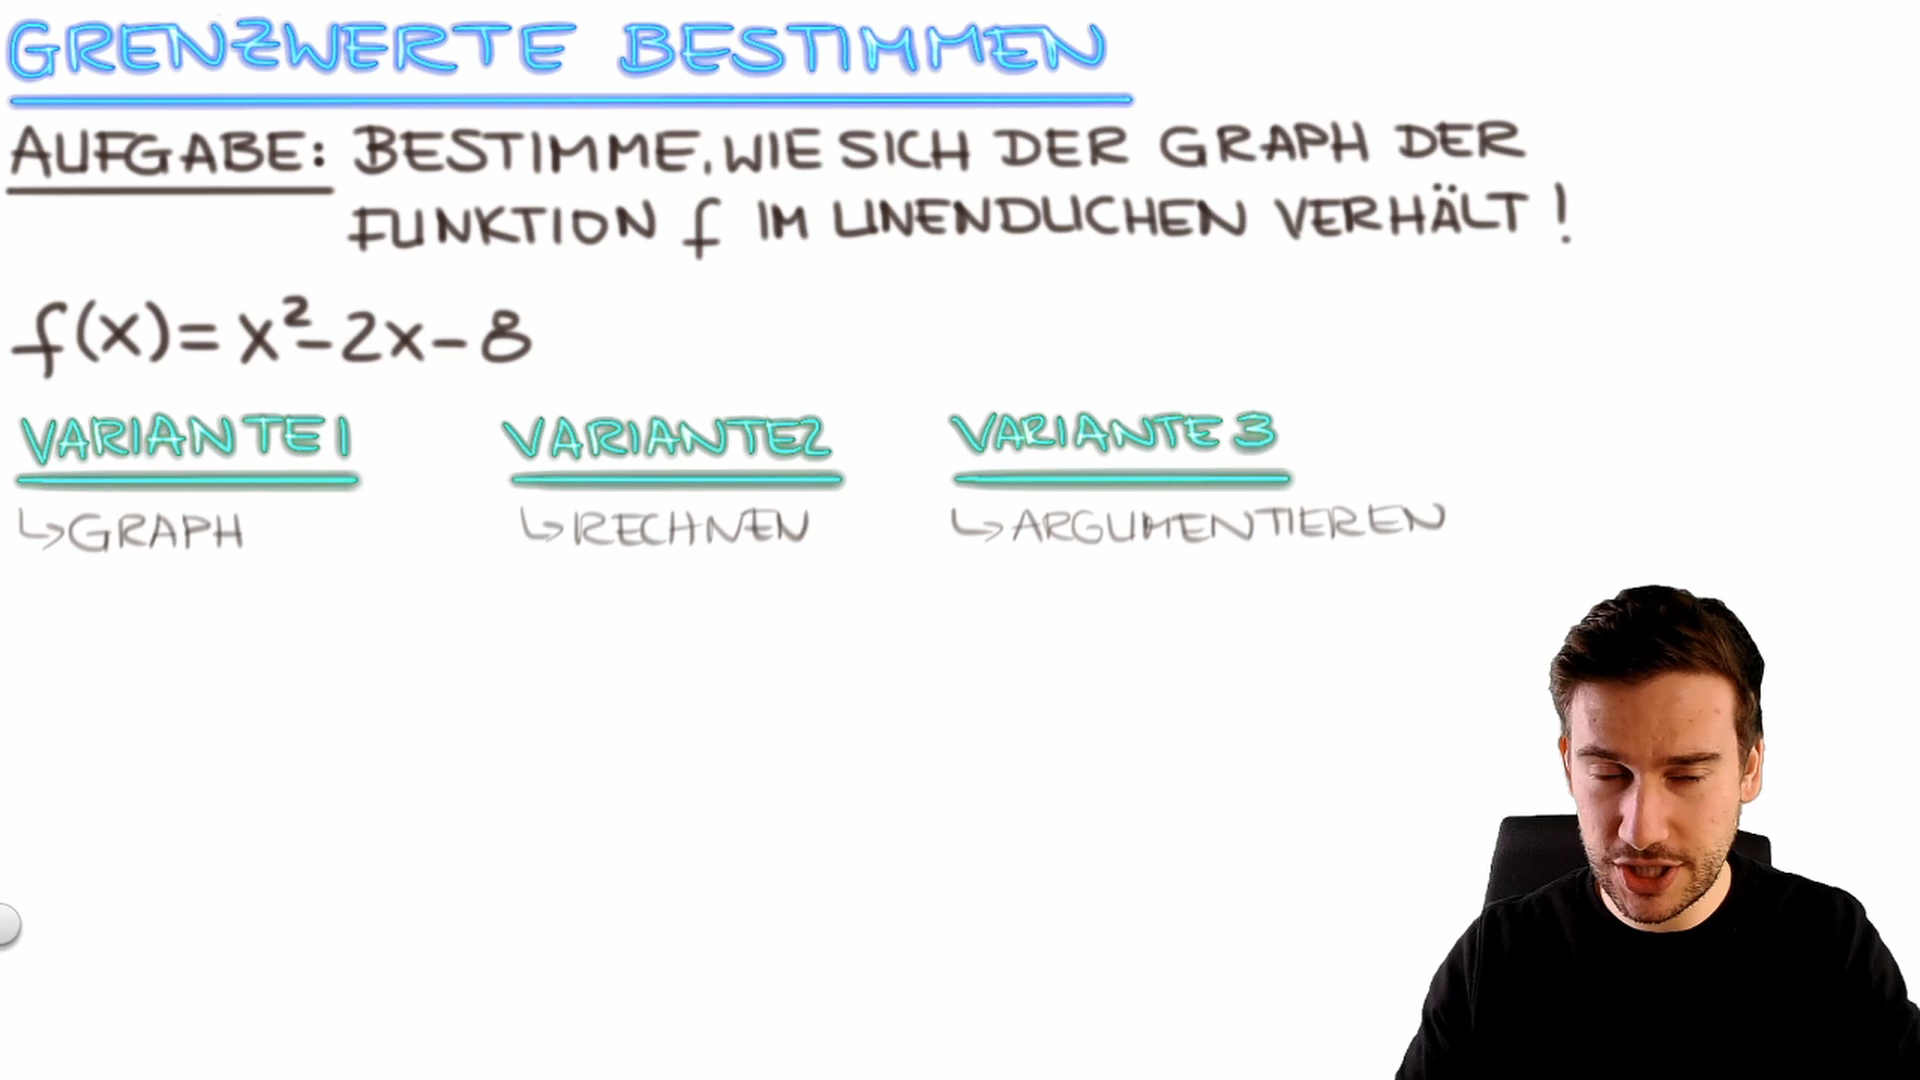 GRENZWERTE BESTIMMEN
AUFGABE: BESTIMME, WIE SICH DER GRAPH DER
FUNKTION f IM UNENDLICHEN VERHÄLT!
f(x)=x²-2x-8
VARIANTE 1 VARIANTE 2 VARIANTE 3
↳GRAPH ↳RECHNEN ↳ARGUMENTIEREN